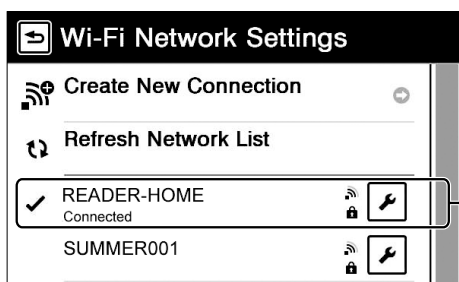 Wi-Fi Network Settings
Create New Connection
Refresh Network List
READER-HOME
Connected
SUMMER001